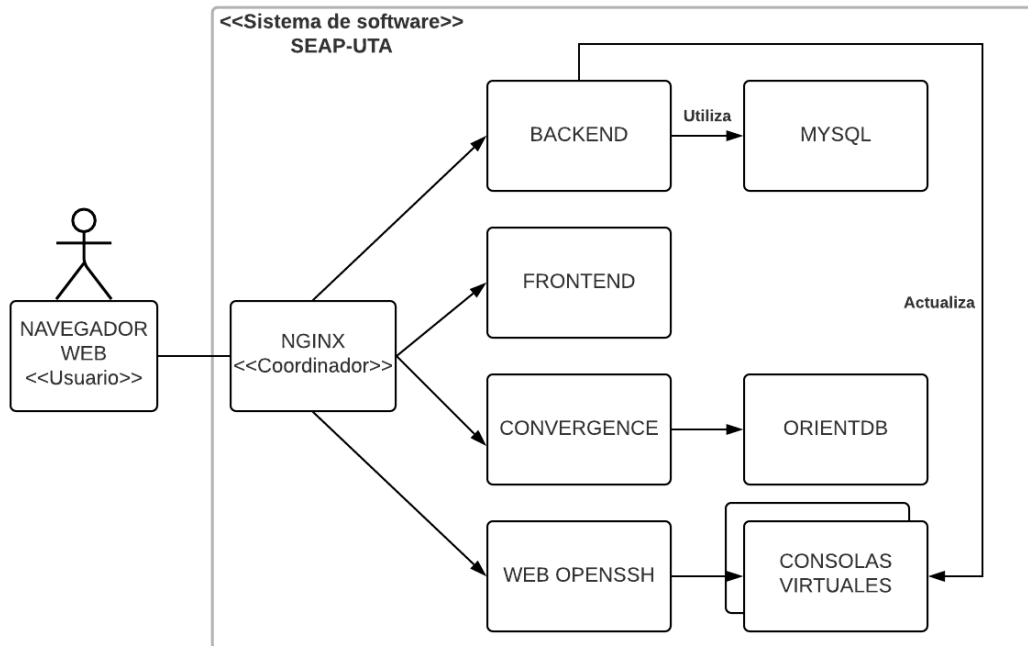 <<Sistema de software>>
SEAP-UTA
BACKEND
Utiliza
MYSQL
FRONTEND
Actualiza
NAVEGADOR
WEB
<<Usuario>>
NGINX
<<Coordinador>>
CONVERGENCE
ORIENTDB
WEB OPENSSH
CONSOLAS
VIRTUALES